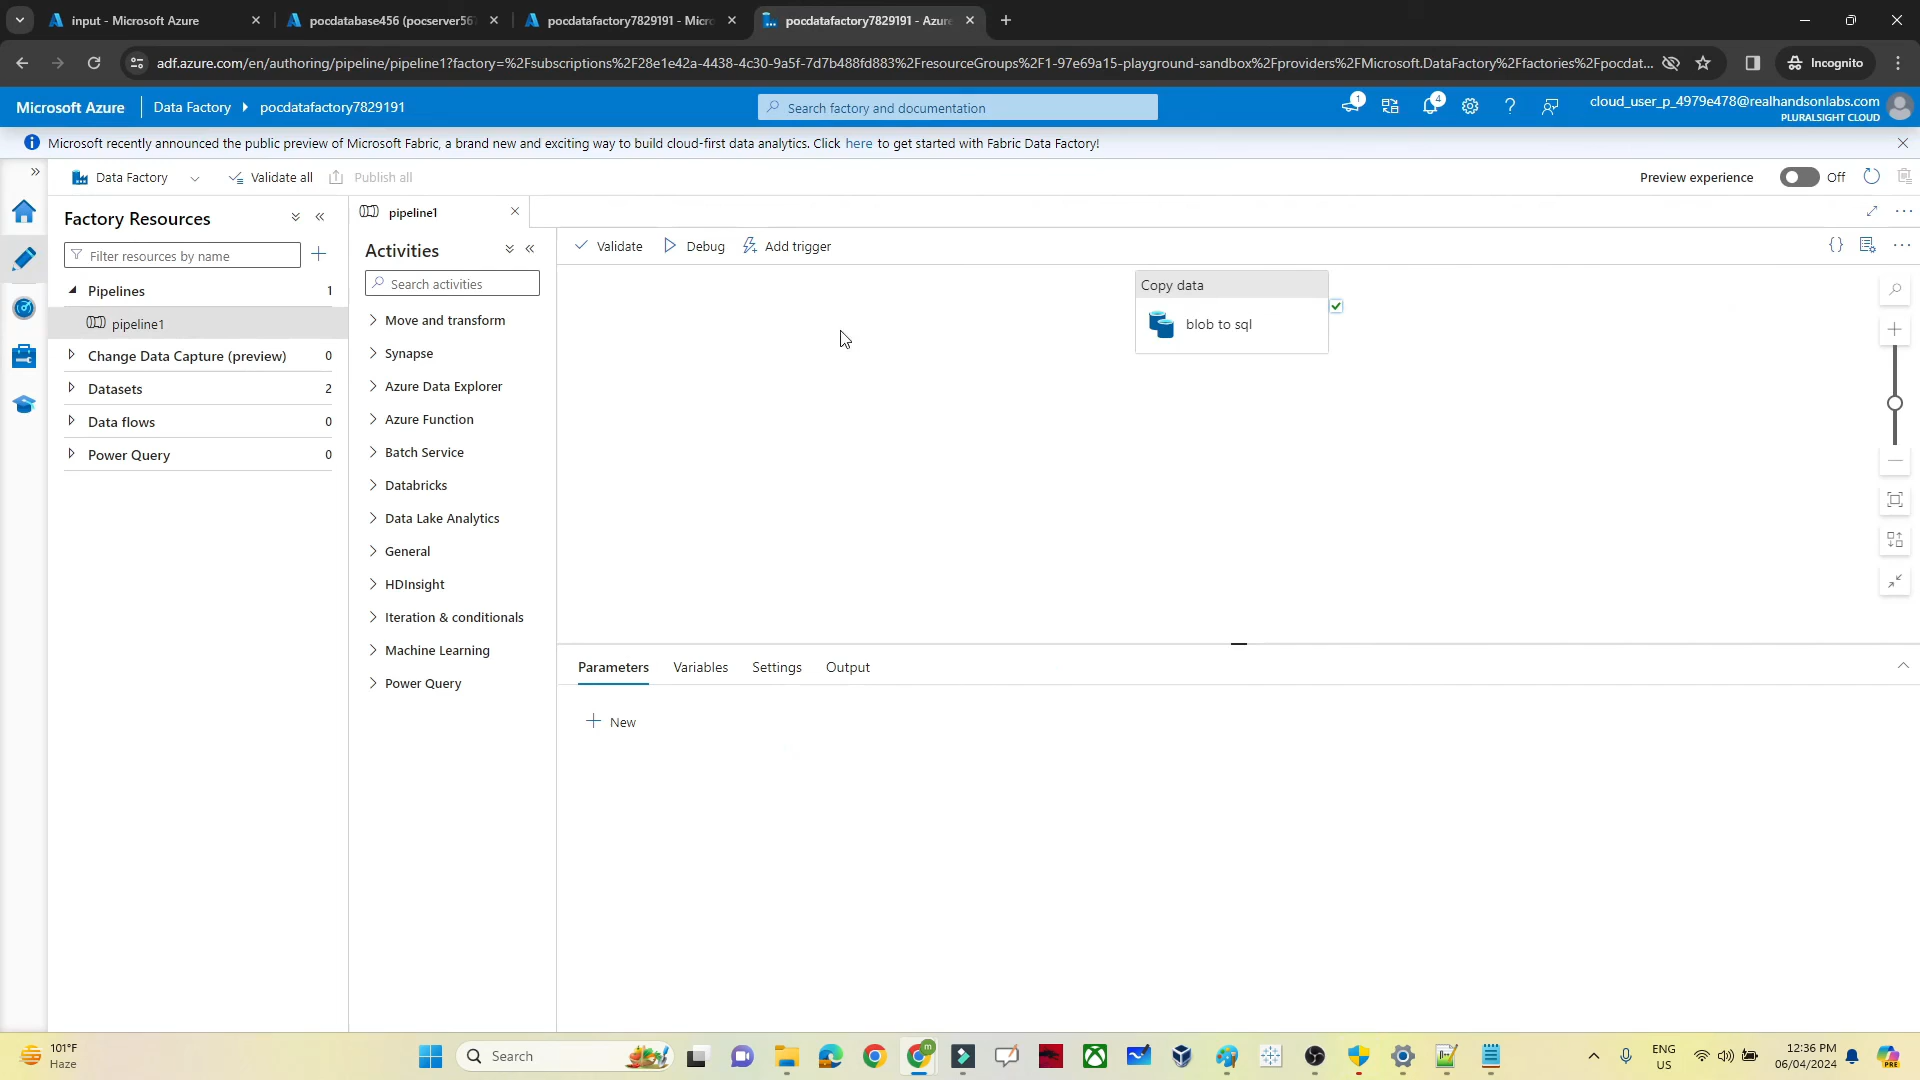 input - Microsoft Azure
pocdatabase456 (pocserver56
pocdatafactory7829191 - Micro
pocdatafactory7829191 - Azure
adf.azure.com/en/authoring/pipeline/pipeline1?factory=%2Fsubscriptions%2F28e1e42a-4438-4c30-9a5f-7d7b488fd883%2FresourceGroups%2F1-97e69a15-playground-sandbox%2Fproviders%2FMicrosoft.DataFactory%2Ffactories%2Fpocdat...
Incognito
Microsoft Azure
Data Factory
pocdatafactory7829191
Search factory and documentation
1
4
cloud_user_p_4979e478@realhandsonlabs.com
PLURALSIGHT CLOUD
Microsoft recently announced the public preview of Microsoft Fabric, a brand new and exciting way to build cloud-first data analytics. Click here to get started with Fabric Data Factory!
Data Factory
Validate all
Publish all
Preview experience
Off
Factory Resources
Filter resources by name
Pipelines 1
pipeline1
Change Data Capture (preview) 0
Datasets 2
Data flows 0
Power Query 0
pipeline1
Activities
Search activities
Move and transform
Synapse
Azure Data Explorer
Azure Function
Batch Service
Databricks
Data Lake Analytics
General
HDInsight
Iteration & conditionals
Machine Learning
Power Query
Validate
Debug
Add trigger
Copy data
blob to sql
Parameters
Variables
Settings
Output
New
101°F
Haze
Search
ENG
US
12:36 PM
06/04/2024